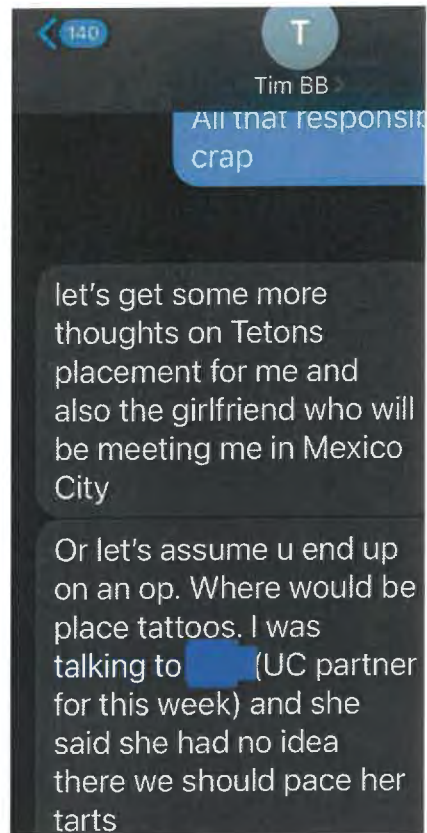 140
T
Tim BB
All that responsib
crap
let's get some more
thoughts on Tetons
placement for me and
also the girlfriend who will
be meeting me in Mexico
City
Or let's assume u end up
on an op. Where would be
place tattoos. I was
talking to (UC partner
for this week) and she
said she had no idea
there we should pace her
tarts